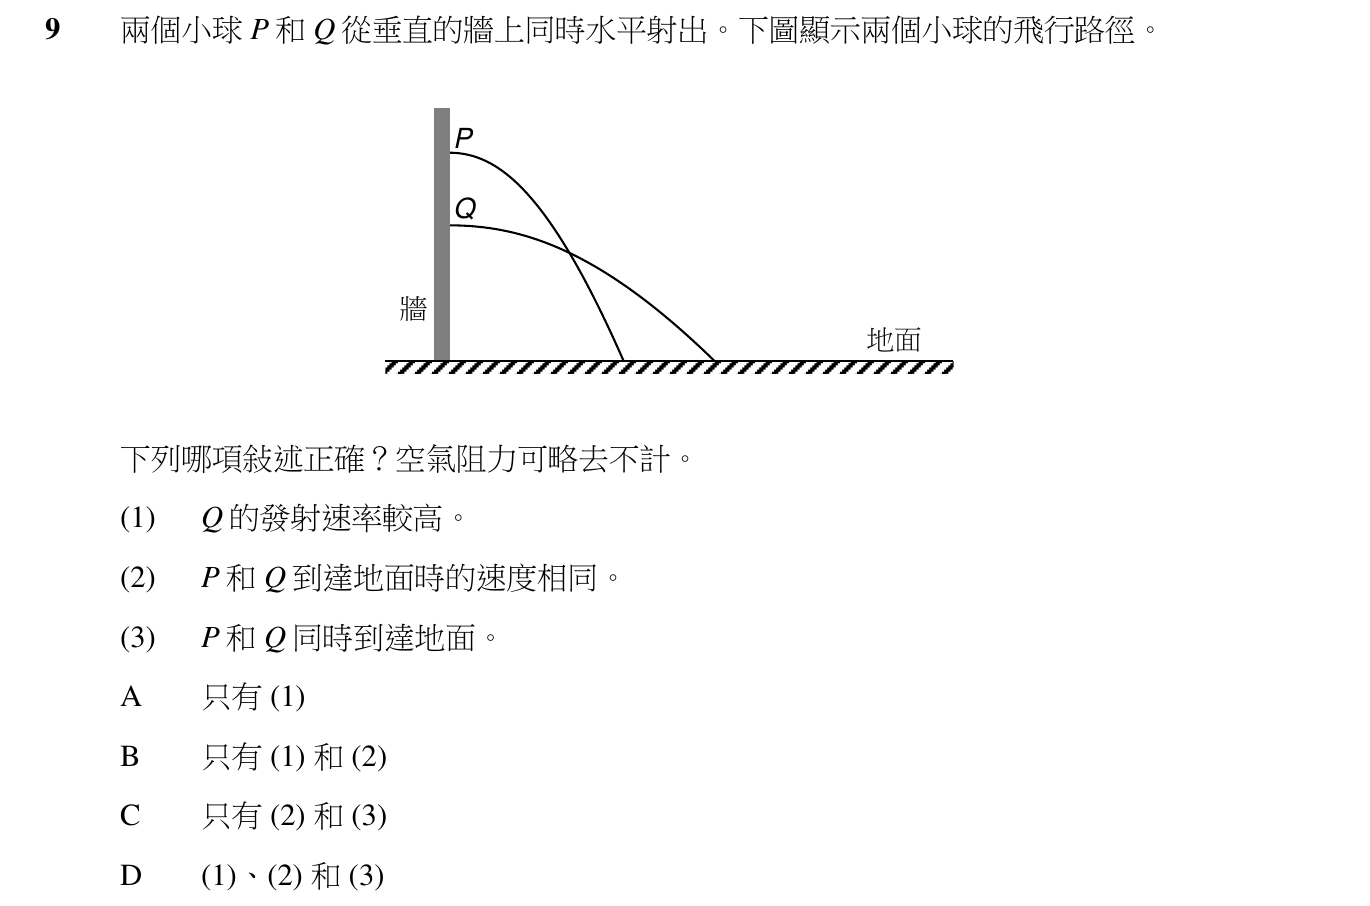 9 兩個小球 P 和 Q 從垂直的牆上同時水平射出。下圖顯示兩個小球的飛行路徑。
P
Q
牆
地面
下列哪項敍述正確？空氣阻力可略去不計。
(1) Q 的發射速率較高。
(2) P 和 Q 到達地面時的速度相同。
(3) P 和 Q 同時到達地面。
A 只有 (1)
B 只有 (1) 和 (2)
C 只有 (2) 和 (3)
D (1)、(2) 和 (3)